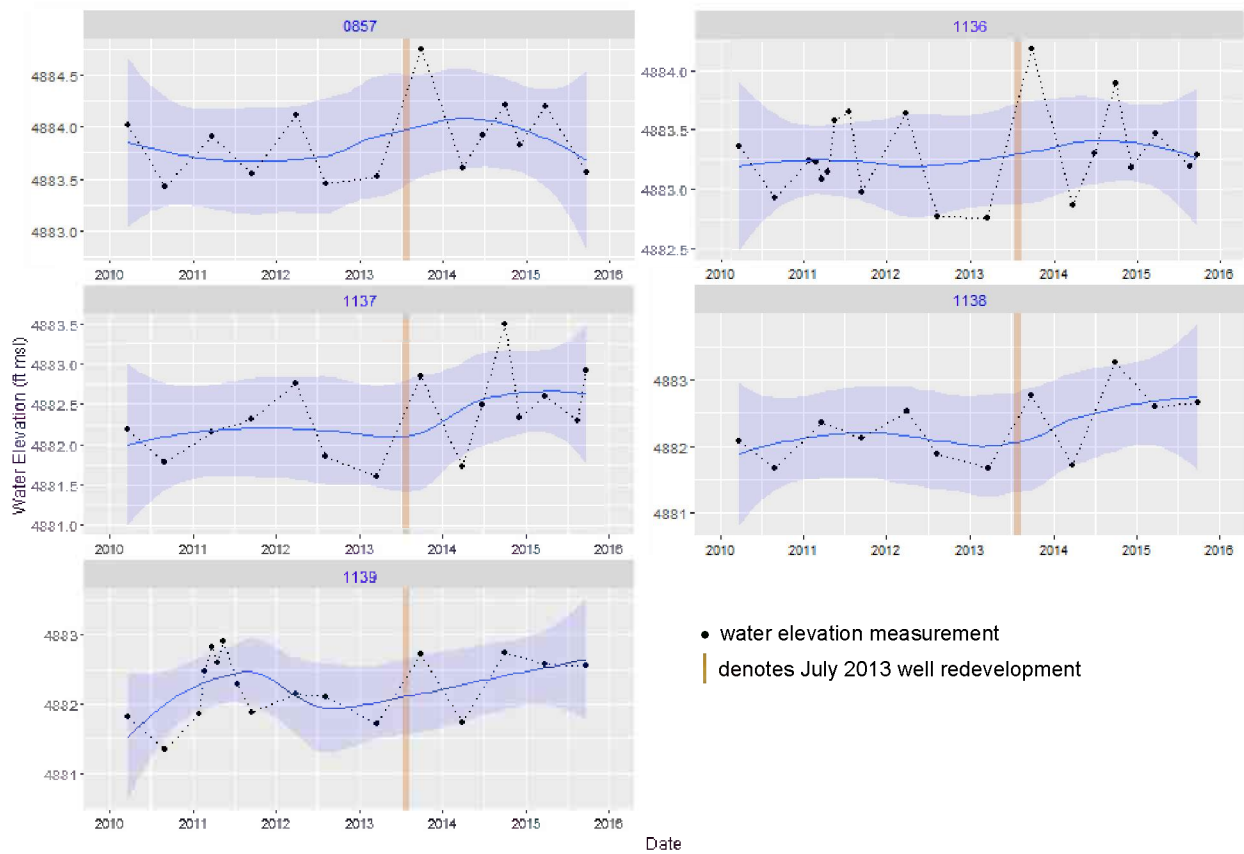 0857
4884.5
4884.0
4883.5
4883.0
2010 2011 2012 2013 2014 2015 2016
1136
4884.0
4883.5
4883.0
4882.5
2010 2011 2012 2013 2014 2015 2016
Water Elevation (ft msl)
1137
4883.5
4883.0
4882.5
4882.0
4881.5
4881.0
2010 2011 2012 2013 2014 2015 2016
1138
4883
4882
4881
2010 2011 2012 2013 2014 2015 2016
1139
4883
4882
4881
2010 2011 2012 2013 2014 2015 2016
water elevation measurement
denotes July 2013 well redevelopment
Date